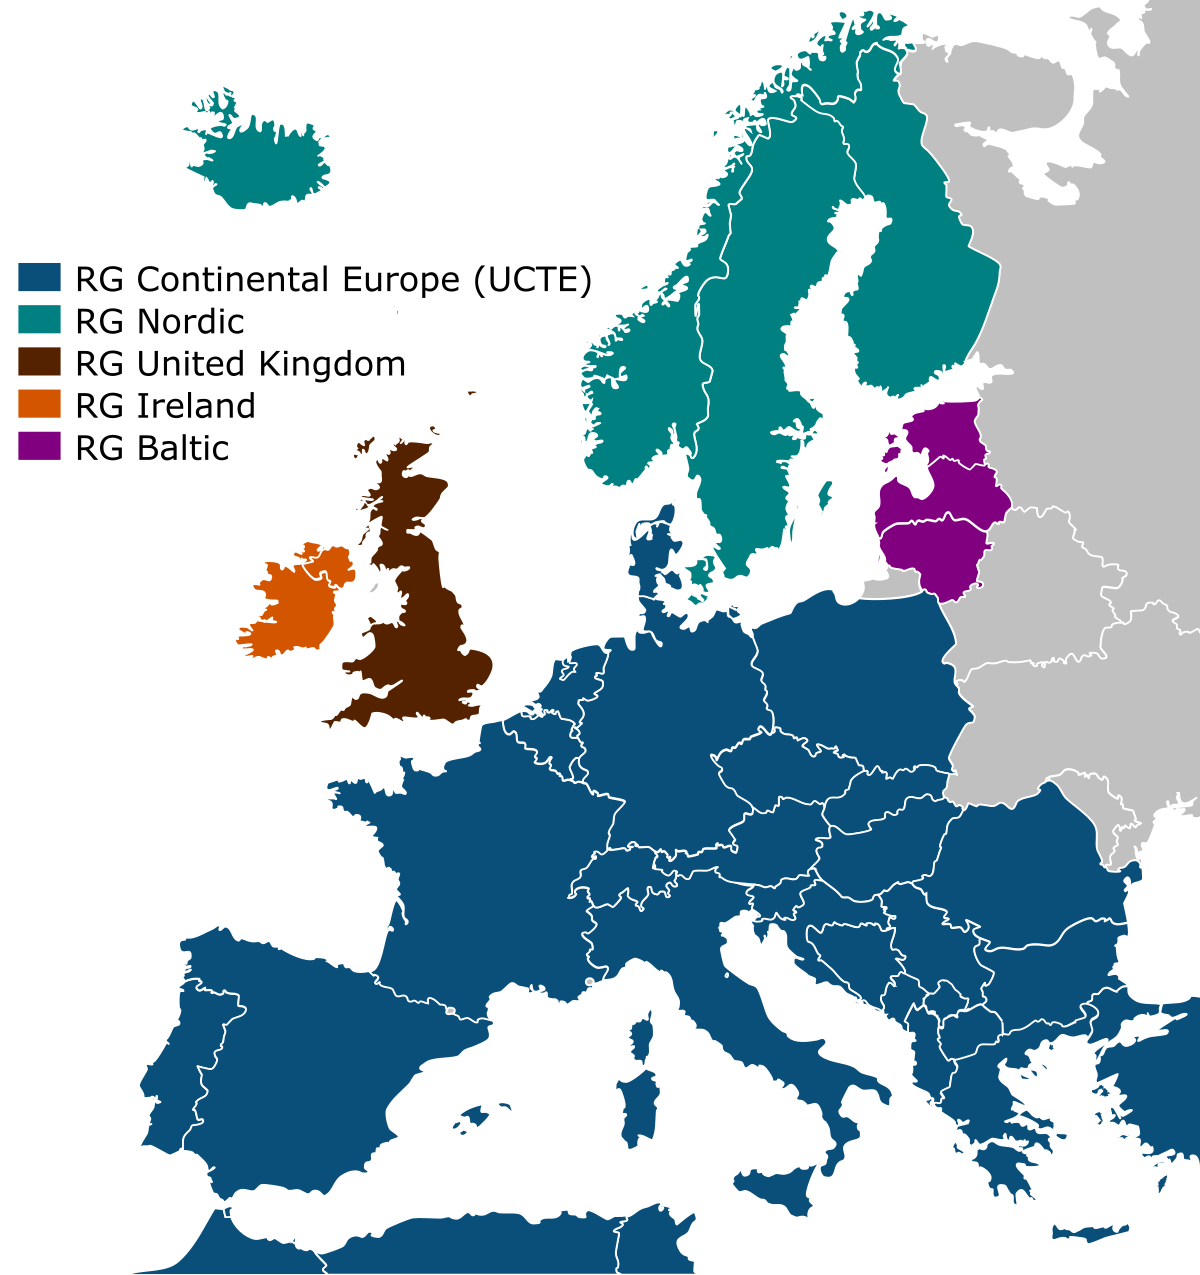 RG Continental Europe (UCTE)
RG Nordic
RG United Kingdom
RG Ireland
RG Baltic